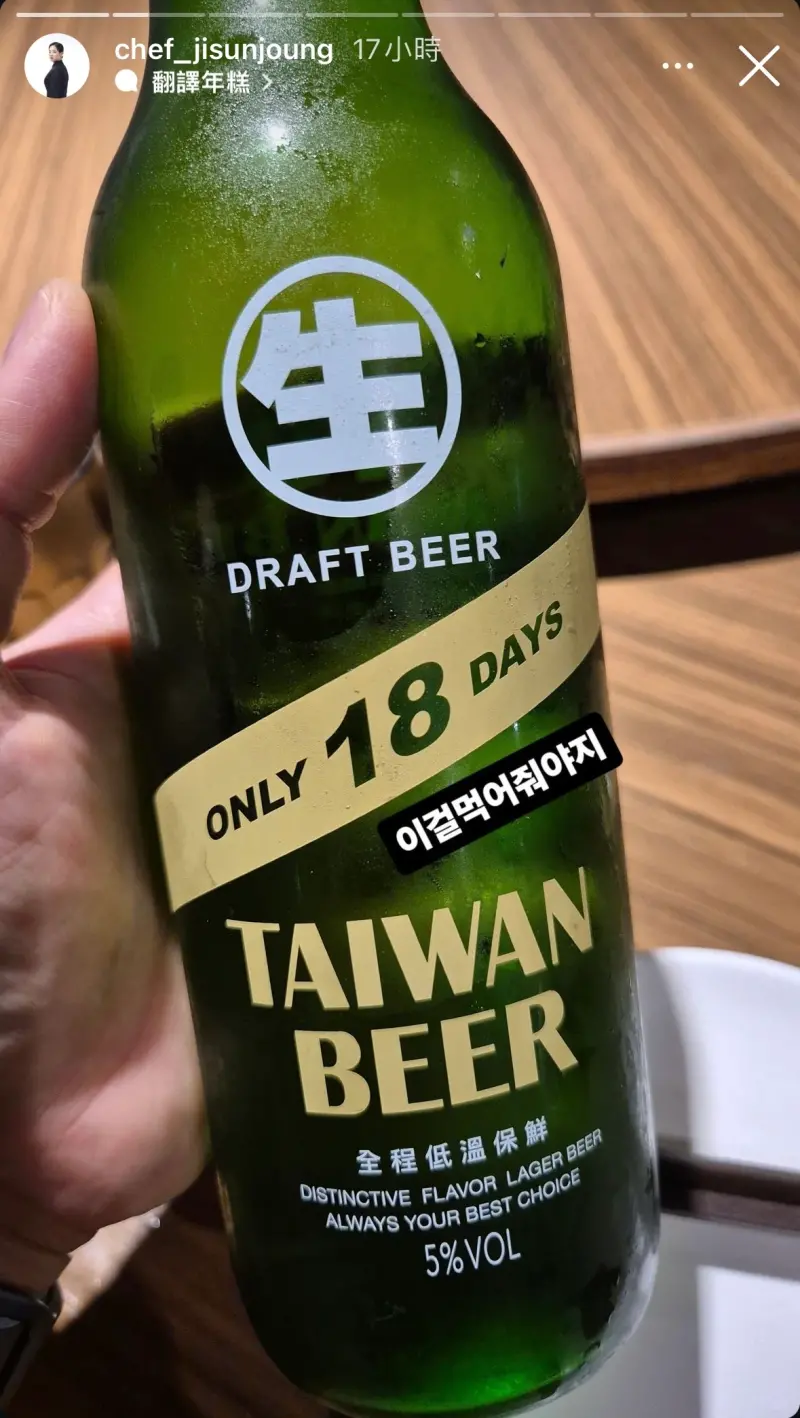 chef_jisunjoung 17小時
翻譯年糕 >
生
DRAFT BEER
ONLY 18 DAYS
이걸먹어줘야지
TAIWAN
BEER
全程低溫保鮮
DISTINCTIVE FLAVOR LAGER BEER
ALWAYS YOUR BEST CHOICE
5%VOL